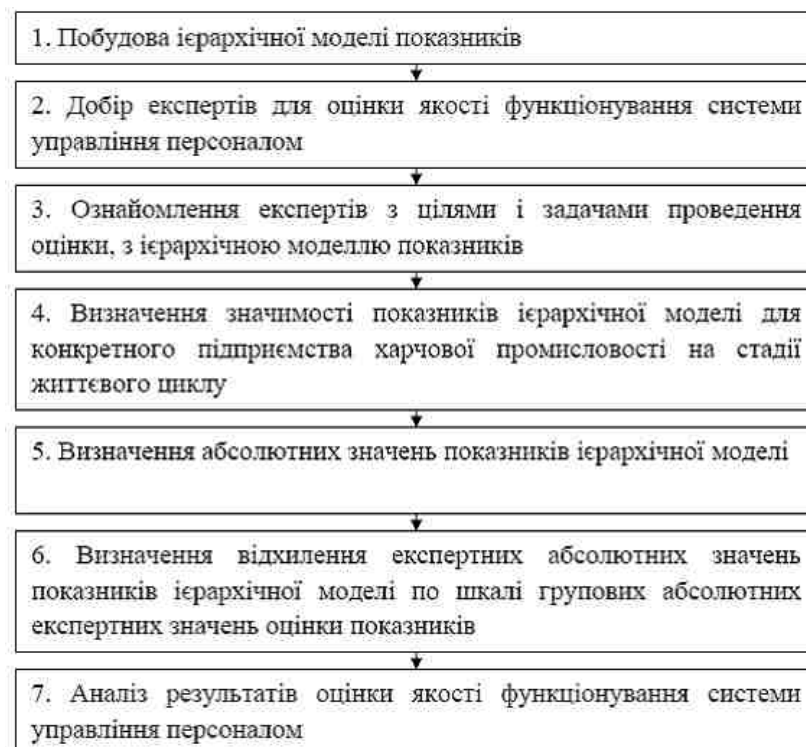 1. Побудова ієрархічної моделі показників
2. Добір експертів для оцінки якості функціонування системи
управління персоналом
3. Ознайомлення експертів з цілями і задачами проведення
оцінки, з ієрархічною моделлю показників
4. Визначення значимості показників ієрархічної моделі для
конкретного підприємства харчової промисловості на стадії
життєвого циклу
5. Визначення абсолютних значень показників ієрархічної моделі
6. Визначення відхилення експертних абсолютних значень
показників ієрархічної моделі по шкалі групових абсолютних
експертних значень оцінки показників
7. Аналіз результатів оцінки якості функціонування системи
управління персоналом